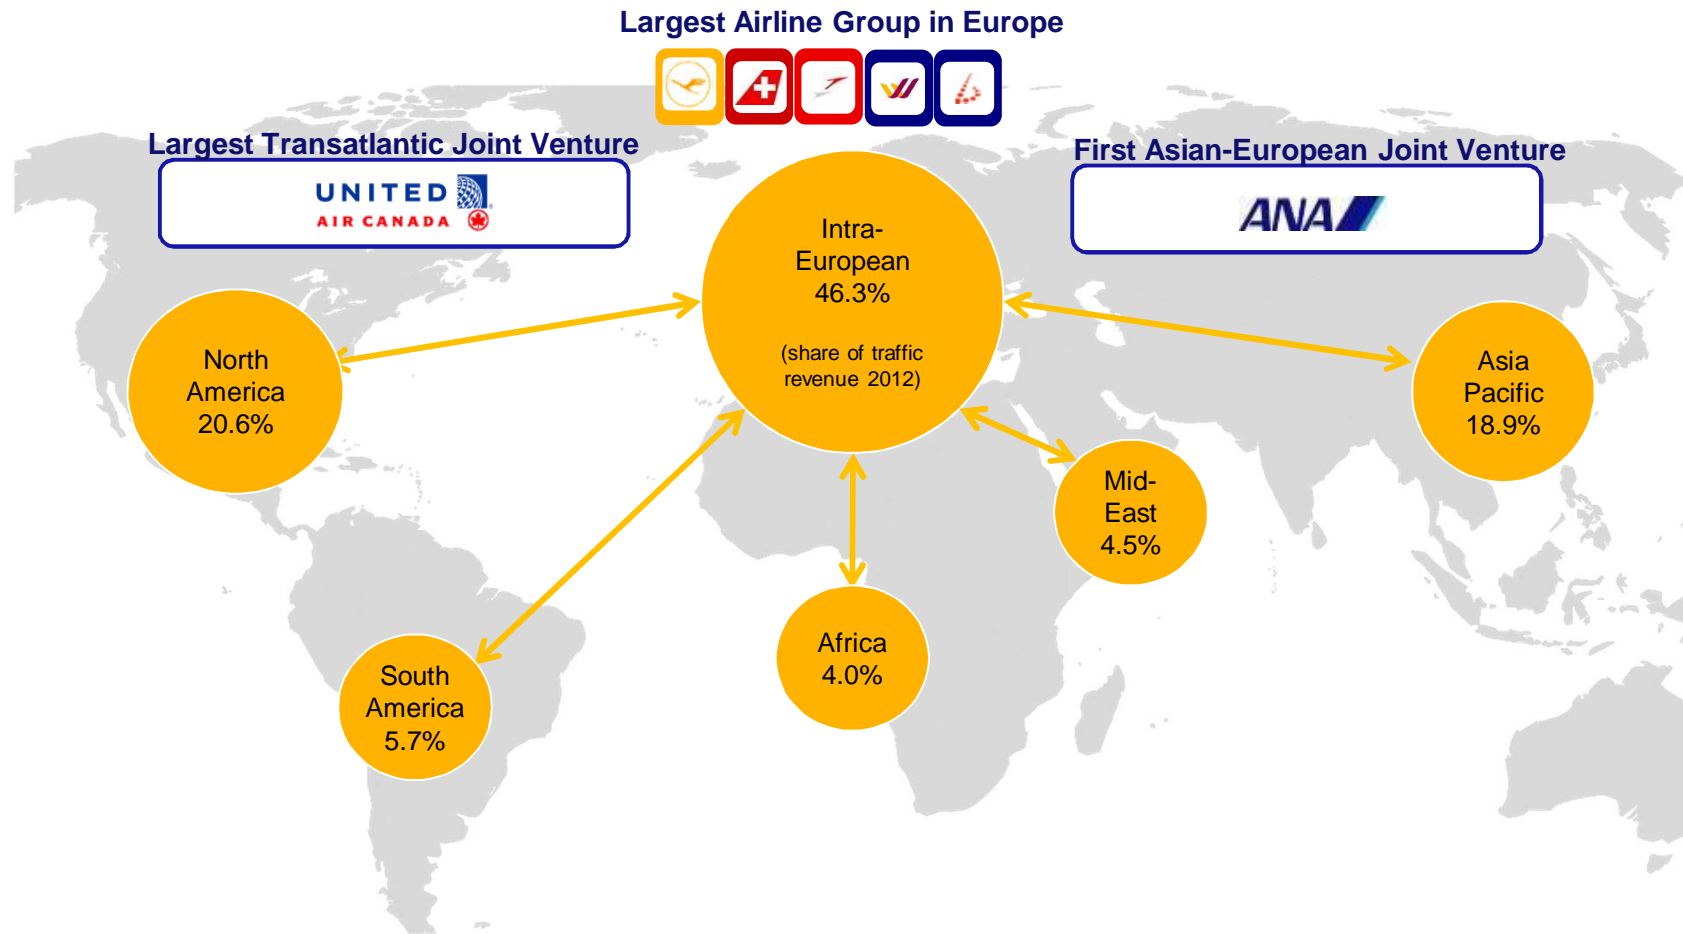 Largest Airline Group in Europe
Largest Transatlantic Joint Venture
UNITED
AIR CANADA
First Asian-European Joint Venture
ANA
Intra-
European
46.3%
(share of traffic
revenue 2012)
North
America
20.6%
Asia
Pacific
18.9%
Mid-
East
4.5%
Africa
4.0%
South
America
5.7%